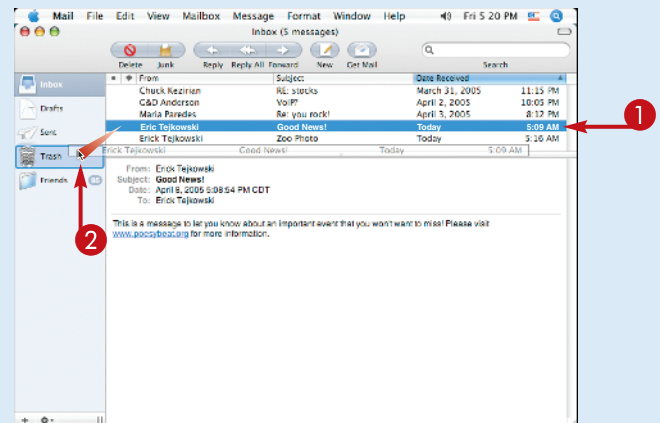 Mail File Edit View Mailbox Message Format Window Help Fri 5 20 PM
Inbox (5 messages)
Delete Junk Reply Reply All Forward New Get Mail Search
From Subject Date Received
Chuck Kezirian RE: stocks March 31, 2005 11:15 PM
C&D Anderson VoIP? April 2, 2005 10:05 PM
Maria Paredes Re: you rock! April 3, 2005 8:12 PM
Eric Tejkowski Good News! Today 5:09 AM
Erick Tejkowski Zoo Photo Today 5:16 AM
Erick Tejkowski Good News! Today 5:09 AM
Inbox
Drafts
Sent
Trash
Friends
From: Erick Tejkowski
Subject: Good News!
Date: April 8, 2005 5:08:54 PM CDT
To: Erick Tejkowski
This is a message to let you know about an important event that you won't want to miss! Please visit
www.poesybeat.org for more information.
1
2